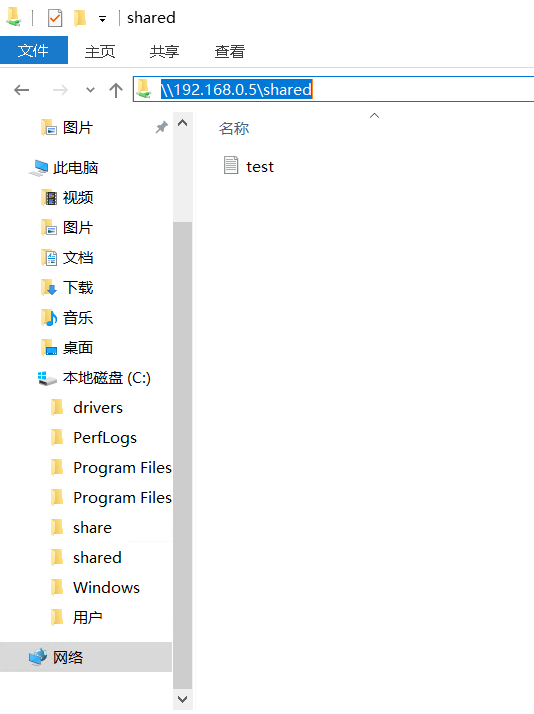 shared
文件 主页 共享 查看
\\192.168.0.5\shared
图片
此电脑
视频
图片
文档
下载
音乐
桌面
本地磁盘 (C:)
drivers
PerfLogs
Program Files
Program Files
share
shared
Windows
用户
网络
名称
test